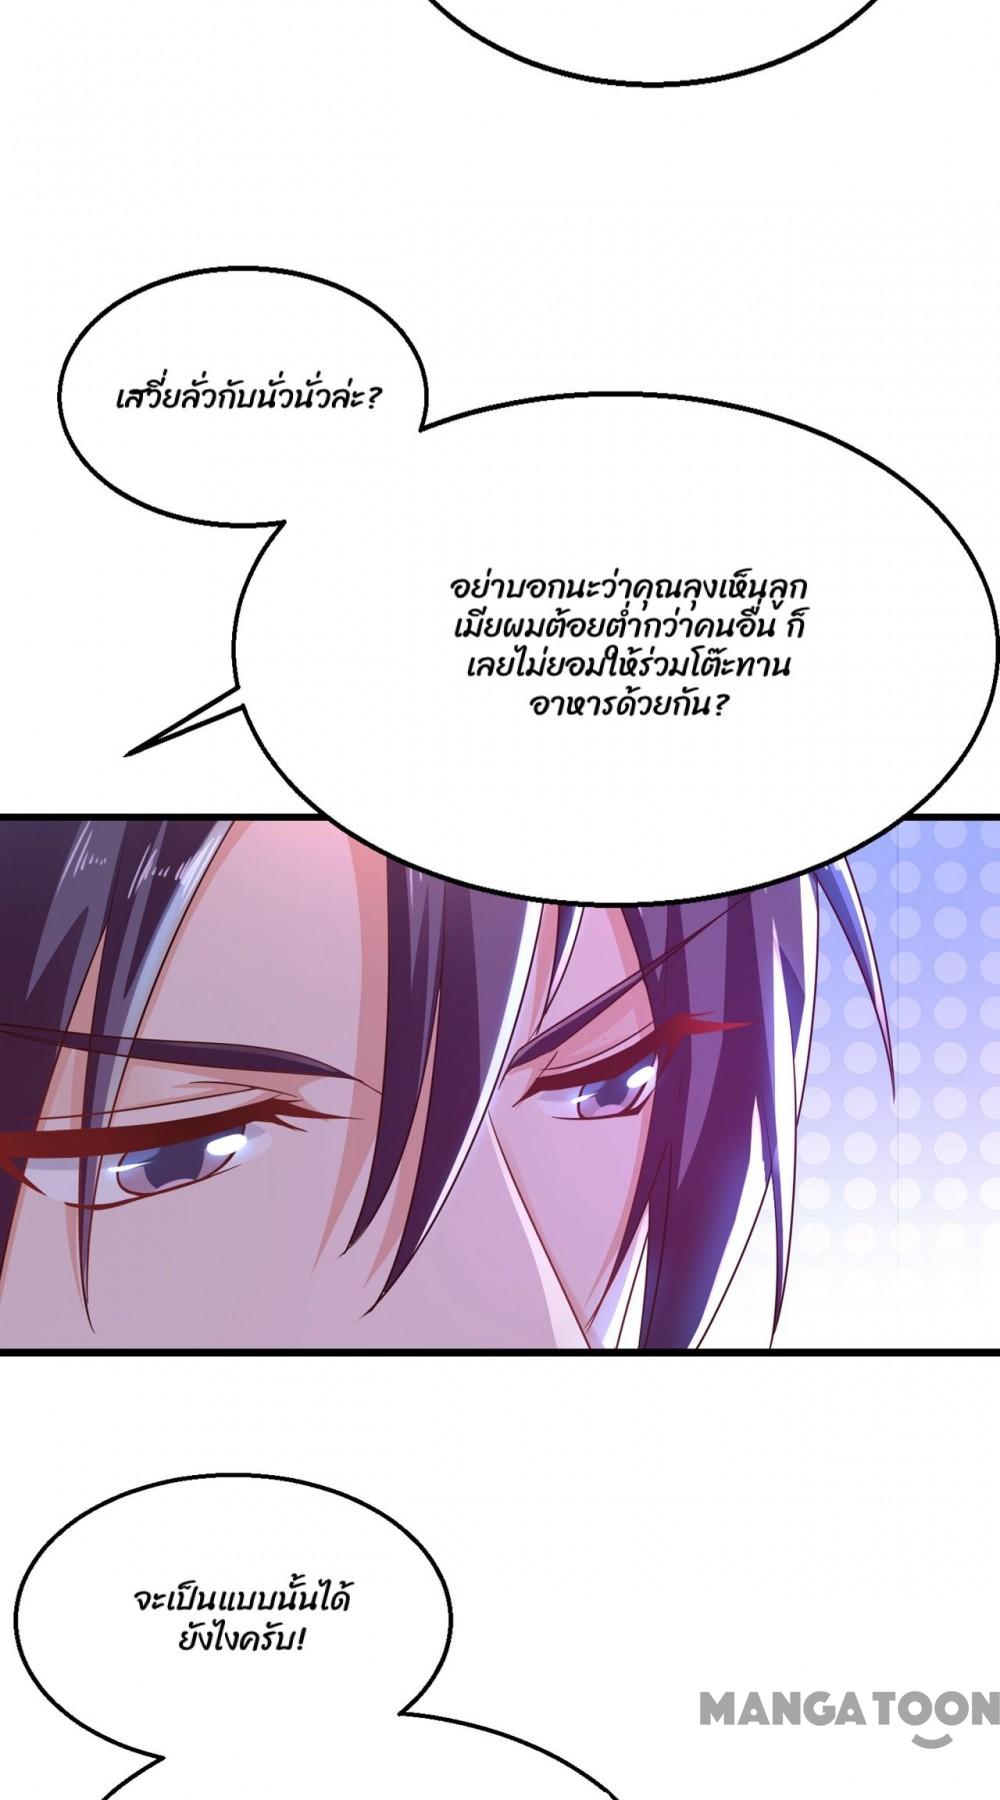 เสวี่ยลั่วกับนั่วนั่วล่ะ?
อย่าบอกนะว่าคุณลุงเห็นลูก
เมียผมต้อยต่ำกว่าคนอื่น ก็
เลยไม่ยอมให้ร่วมโต๊ะทาน
อาหารด้วยกัน?
จะเป็นแบบนั้นได้
ยังไงครับ!
MANGATOON